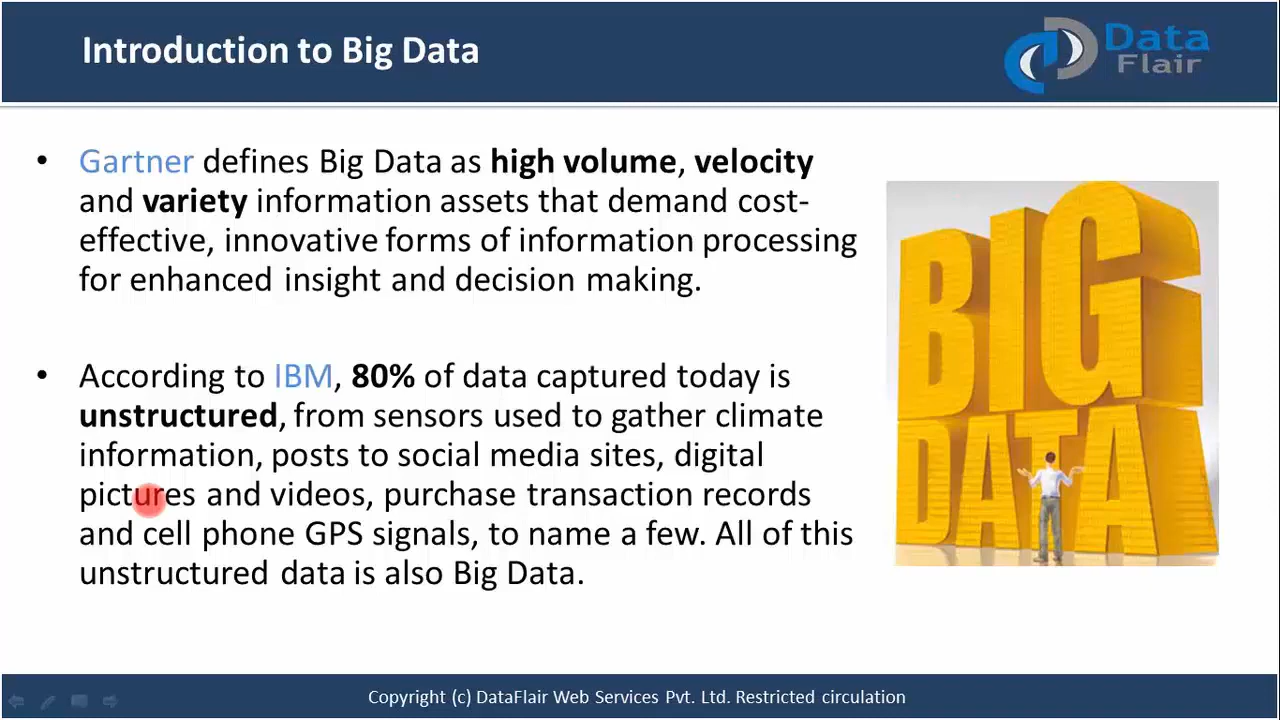 Introduction to Big Data
Data
Flair
• Gartner defines Big Data as high volume, velocity
and variety information assets that demand cost-
effective, innovative forms of information processing
for enhanced insight and decision making.
• According to IBM, 80% of data captured today is
unstructured, from sensors used to gather climate
information, posts to social media sites, digital
pictures and videos, purchase transaction records
and cell phone GPS signals, to name a few. All of this
unstructured data is also Big Data.
BIG
DATA
Copyright (c) DataFlair Web Services Pvt. Ltd. Restricted circulation